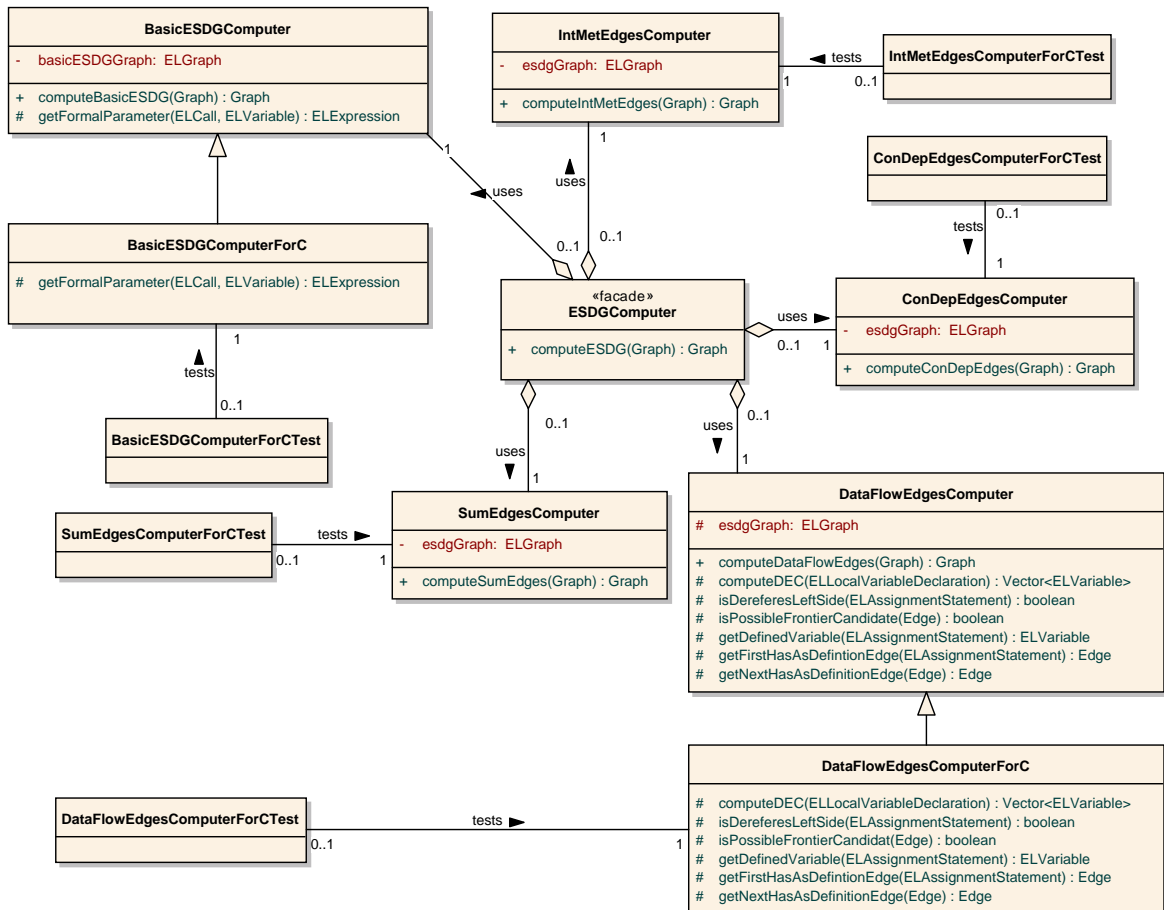 BasicESDGComputer
- basicESDGGraph: ELGraph
+ computeBasicESDG(Graph) : Graph
# getFormalParameter(ELCall, ELVariable) : ELExpression
IntMetEdgesComputer
- esdgGraph: ELGraph
+ computeIntMetEdges(Graph) : Graph
tests
1
0..1
IntMetEdgesComputerForCTest
ConDepEdgesComputerForCTest
0..1
tests
1
1
uses
0..1
1
uses
0..1
BasicESDGComputerForC
# getFormalParameter(ELCall, ELVariable) : ELExpression
1
tests
0..1
BasicESDGComputerForCTest
«facade»
ESDGComputer
+ computeESDG(Graph) : Graph
uses
0..1
1
ConDepEdgesComputer
- esdgGraph: ELGraph
+ computeConDepEdges(Graph) : Graph
0..1
uses
1
0..1
uses
1
SumEdgesComputerForCTest
tests
0..1
1
SumEdgesComputer
- esdgGraph: ELGraph
+ computeSumEdges(Graph) : Graph
DataFlowEdgesComputer
# esdgGraph: ELGraph
+ computeDataFlowEdges(Graph) : Graph
# computeDEC(ELLocalVariableDeclaration) : Vector<ELVariable>
# isDereferesLeftSide(ELAssignmentStatement) : boolean
# isPossibleFrontierCandidate(Edge) : boolean
# getDefinedVariable(ELAssignmentStatement) : ELVariable
# getFirstHasAsDefintionEdge(ELAssignmentStatement) : Edge
# getNextHasAsDefinitionEdge(Edge) : Edge
DataFlowEdgesComputerForCTest
tests
0..1
1
DataFlowEdgesComputerForC
# computeDEC(ELLocalVariableDeclaration) : Vector<ELVariable>
# isDereferesLeftSide(ELAssignmentStatement) : boolean
# isPossibleFrontierCandidat(Edge) : boolean
# getDefinedVariable(ELAssignmentStatement) : ELVariable
# getFirstHasAsDefintionEdge(ELAssignmentStatement) : Edge
# getNextHasAsDefinitionEdge(Edge) : Edge